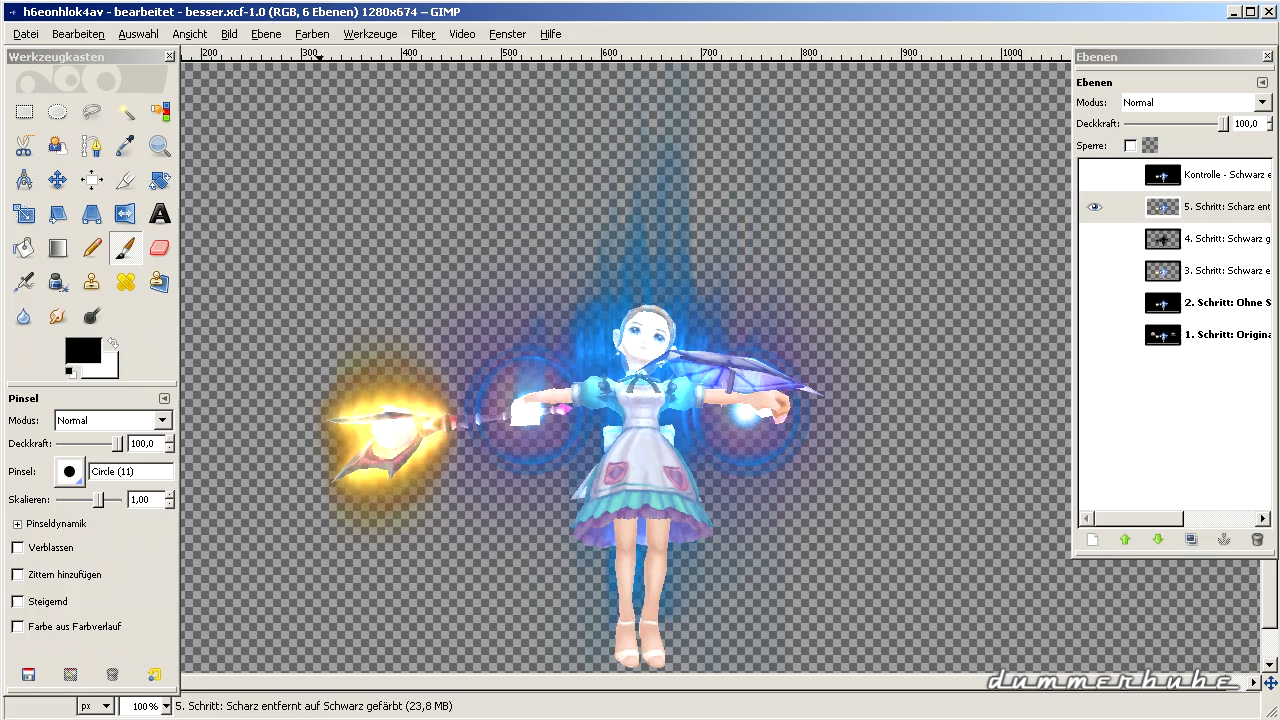 h6eonhlok4av - bearbeitet - besser.xcf-1.0 (RGB, 6 Ebenen) 1280x674 – GIMP
Datei Bearbeiten Auswahl Ansicht Bild Ebene Farben Werkzeuge Filter Video Fenster Hilfe
Werkzeugkasten
200 300 400 500 600 700 800 900 1000
Pinsel
Modus: Normal
Deckkraft: 100,0
Pinsel: Circle (11)
Skalieren: 1,00
Pinseldynamik
Verblassen
Zittern hinzufügen
Steigernd
Farbe aus Farbverlauf
Ebenen
Ebenen
Modus: Normal
Deckkraft: 100,0
Sperre:
Kontrolle - Schwarz e
5. Schritt: Scharz ent
4. Schritt: Schwarz g
3. Schritt: Schwarz e
2. Schritt: Ohne S
1. Schritt: Origina
dummerbube
px 100% 5. Schritt: Scharz entfernt auf Schwarz gefärbt (23,8 MB)